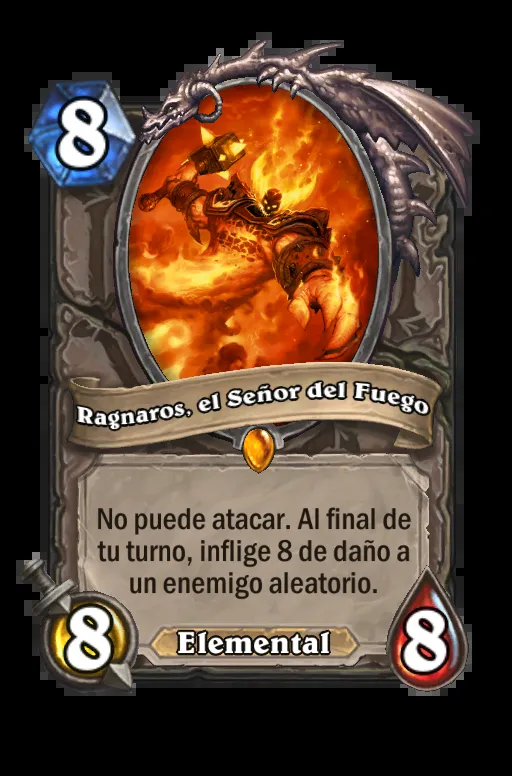 8
Ragnaros, el Señor del Fuego
No puede atacar. Al final de
tu turno, inflige 8 de daño a
un enemigo aleatorio.
8
Elemental
8